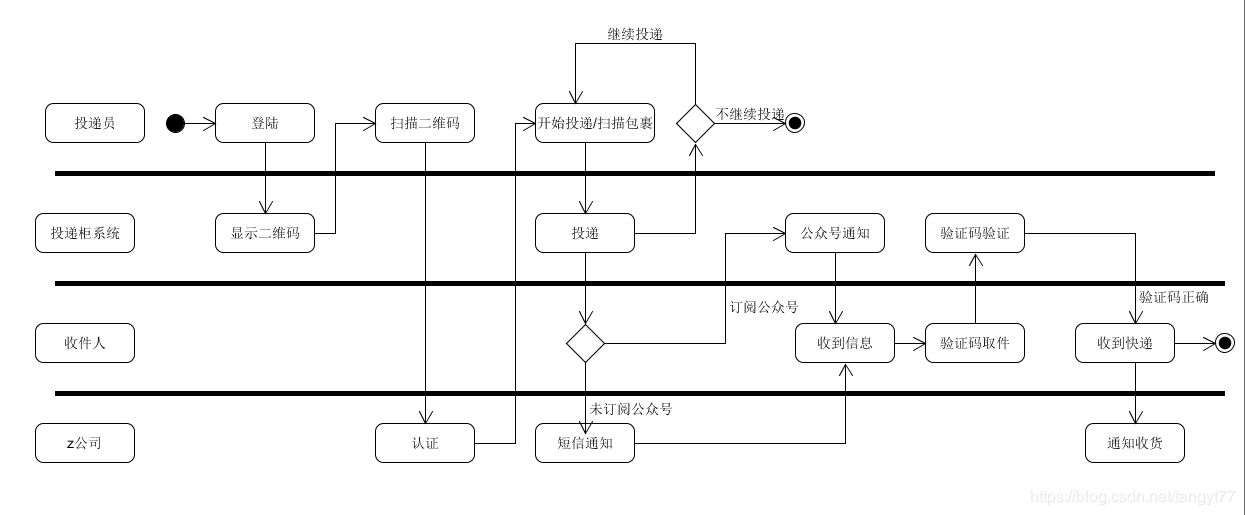 继续投递
投递员
登陆
扫描二维码
开始投递/扫描包裹
不继续投递
投递柜系统
显示二维码
投递
公众号通知
验证码验证
订阅公众号
验证码正确
收件人
收到信息
验证码取件
收到快递
未订阅公众号
z公司
认证
短信通知
通知收货
https://blog.csdn.net/tangyt77